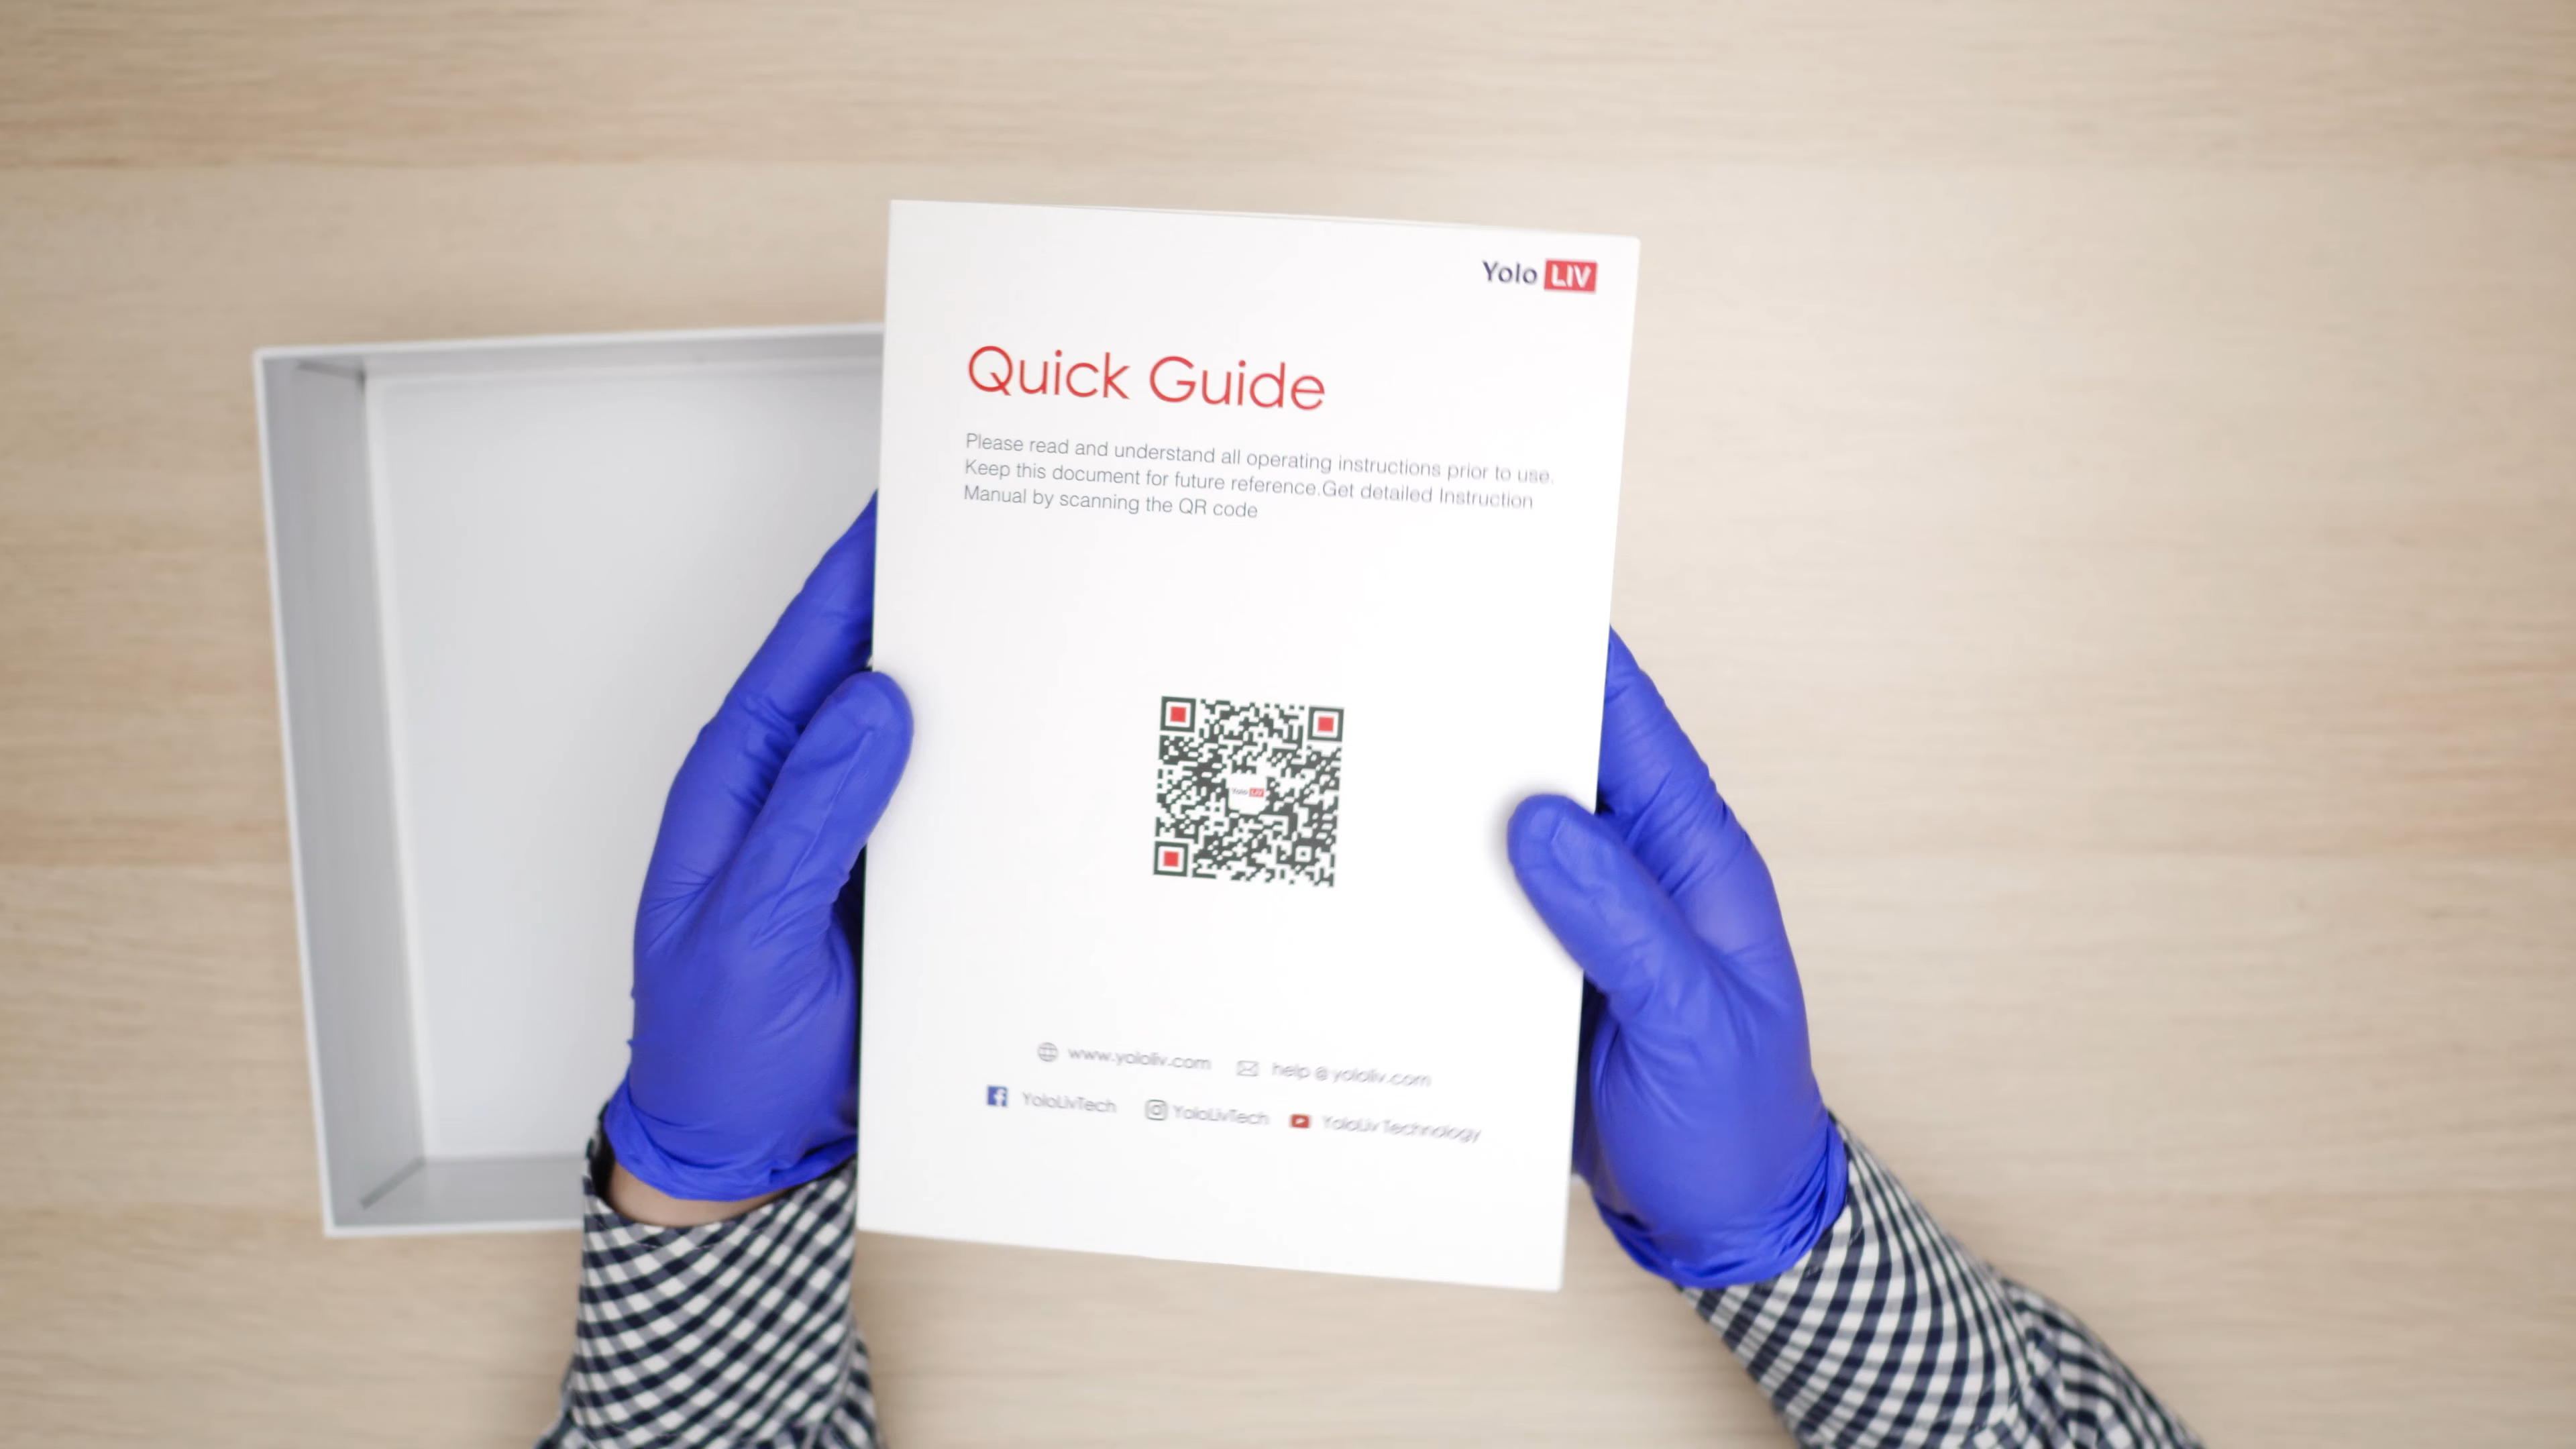 Yolo LIV
Quick Guide
Please read and understand all operating instructions prior to use.
Keep this document for future reference.Get detailed Instruction
Manual by scanning the QR code
Yolo LIV
www.yololiv.com help@yololiv.com
YoloLivTech YoloLivTech YoloLiv Technology